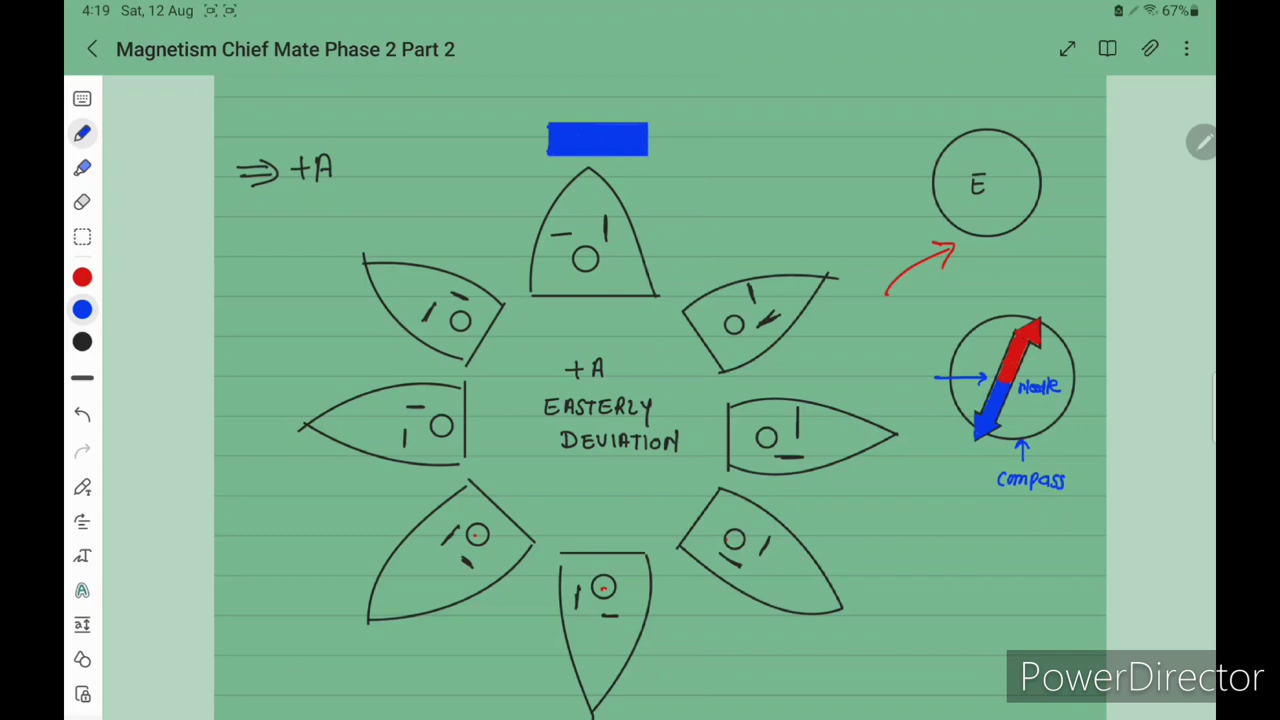 4:19 Sat, 12 Aug
67%
Magnetism Chief Mate Phase 2 Part 2
⇒ +A
E
+A
EASTERLY
DEVIATION
Needle
Compass
PowerDirector